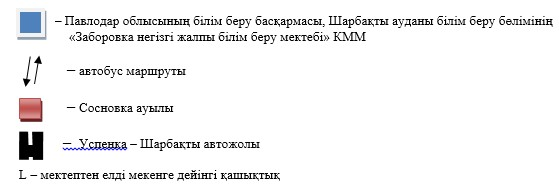 – Павлодар облысының білім беру басқармасы, Шарбақты ауданы білім беру бөлімінің
«Заборовка негізгі жалпы білім беру мектебі» КММ
– автобус маршруты
– Сосновка ауылы
– Успенка – Шарбақты автожолы
L – мектептен елді мекенге дейінгі қашықтық